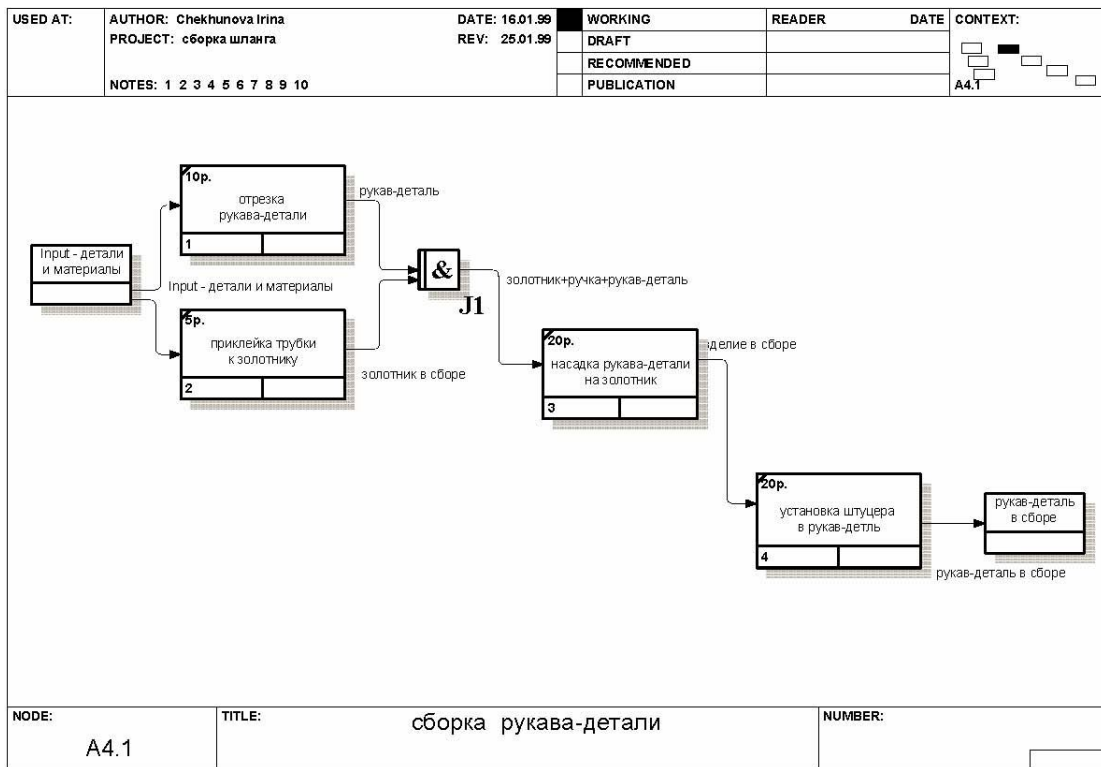 USED AT:
AUTHOR: Chekhunova Irina
DATE: 16.01.99
PROJECT: сборка шланга
REV: 25.01.99
NOTES: 1 2 3 4 5 6 7 8 9 10
WORKING
DRAFT
RECOMMENDED
PUBLICATION
READER
DATE
CONTEXT:
A4.1
10р.
отрезка
рукава-детали
1
рукав-деталь
Input - детали
и материалы
Input - детали и материалы
&
J1
золотник+ручка+рукав-деталь
5р.
приклейка трубки
к золотнику
2
золотник в сборе
20р.
насадка рукава-детали
на золотник
3
зделие в сборе
20р.
установка штуцера
в рукав-детль
4
рукав-деталь
в сборе
рукав-деталь в сборе
NODE:
A4.1
TITLE:
сборка рукава-детали
NUMBER: